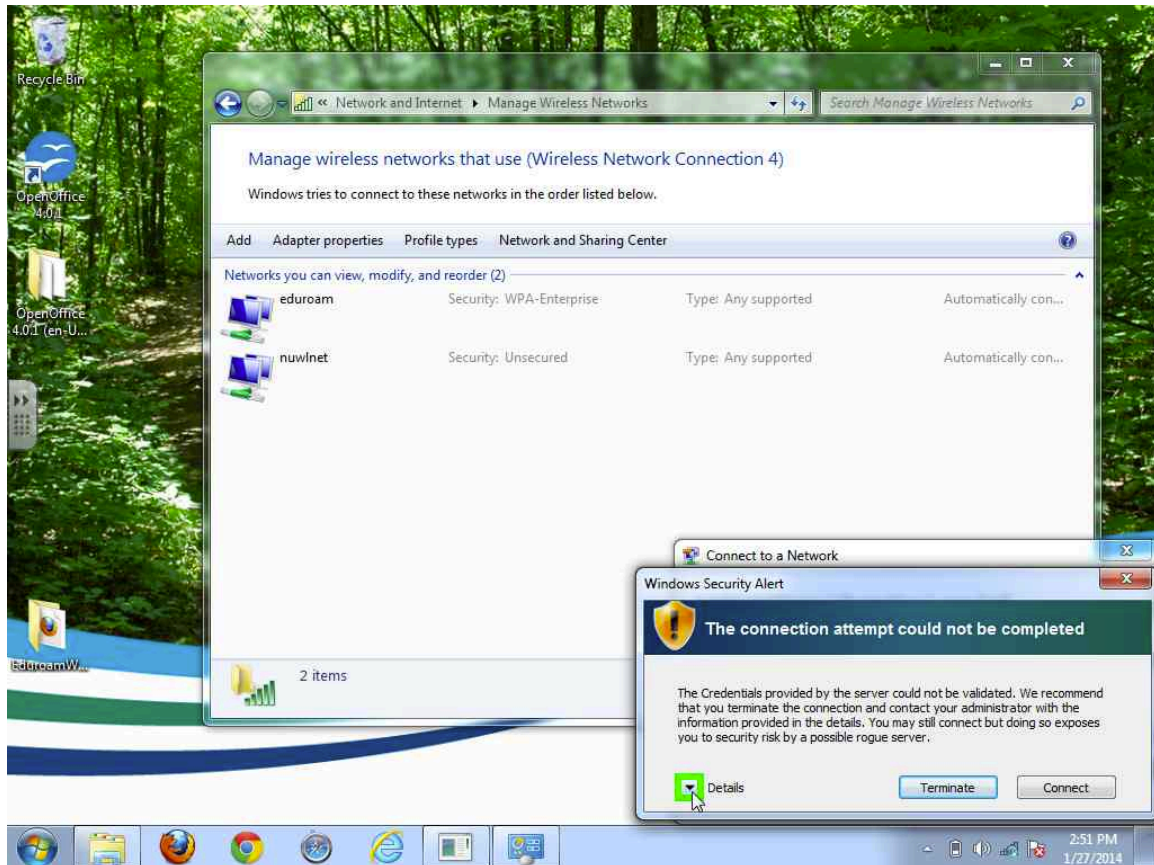 Recycle Bin
OpenOffice
4.0.1
OpenOffice
4.0.1 (en-U...
EduroamW...
« Network and Internet Manage Wireless Networks
Search Manage Wireless Networks
Manage wireless networks that use (Wireless Network Connection 4)
Windows tries to connect to these networks in the order listed below.
Add Adapter properties Profile types Network and Sharing Center
Networks you can view, modify, and reorder (2)
eduroam Security: WPA-Enterprise Type: Any supported Automatically con...
nuwlnet Security: Unsecured Type: Any supported Automatically con...
2 items
Connect to a Network
Windows Security Alert
The connection attempt could not be completed
The Credentials provided by the server could not be validated. We recommend
that you terminate the connection and contact your administrator with the
information provided in the details. You may still connect but doing so exposes
you to security risk by a possible rogue server.
Details Terminate Connect
2:51 PM
1/27/2014